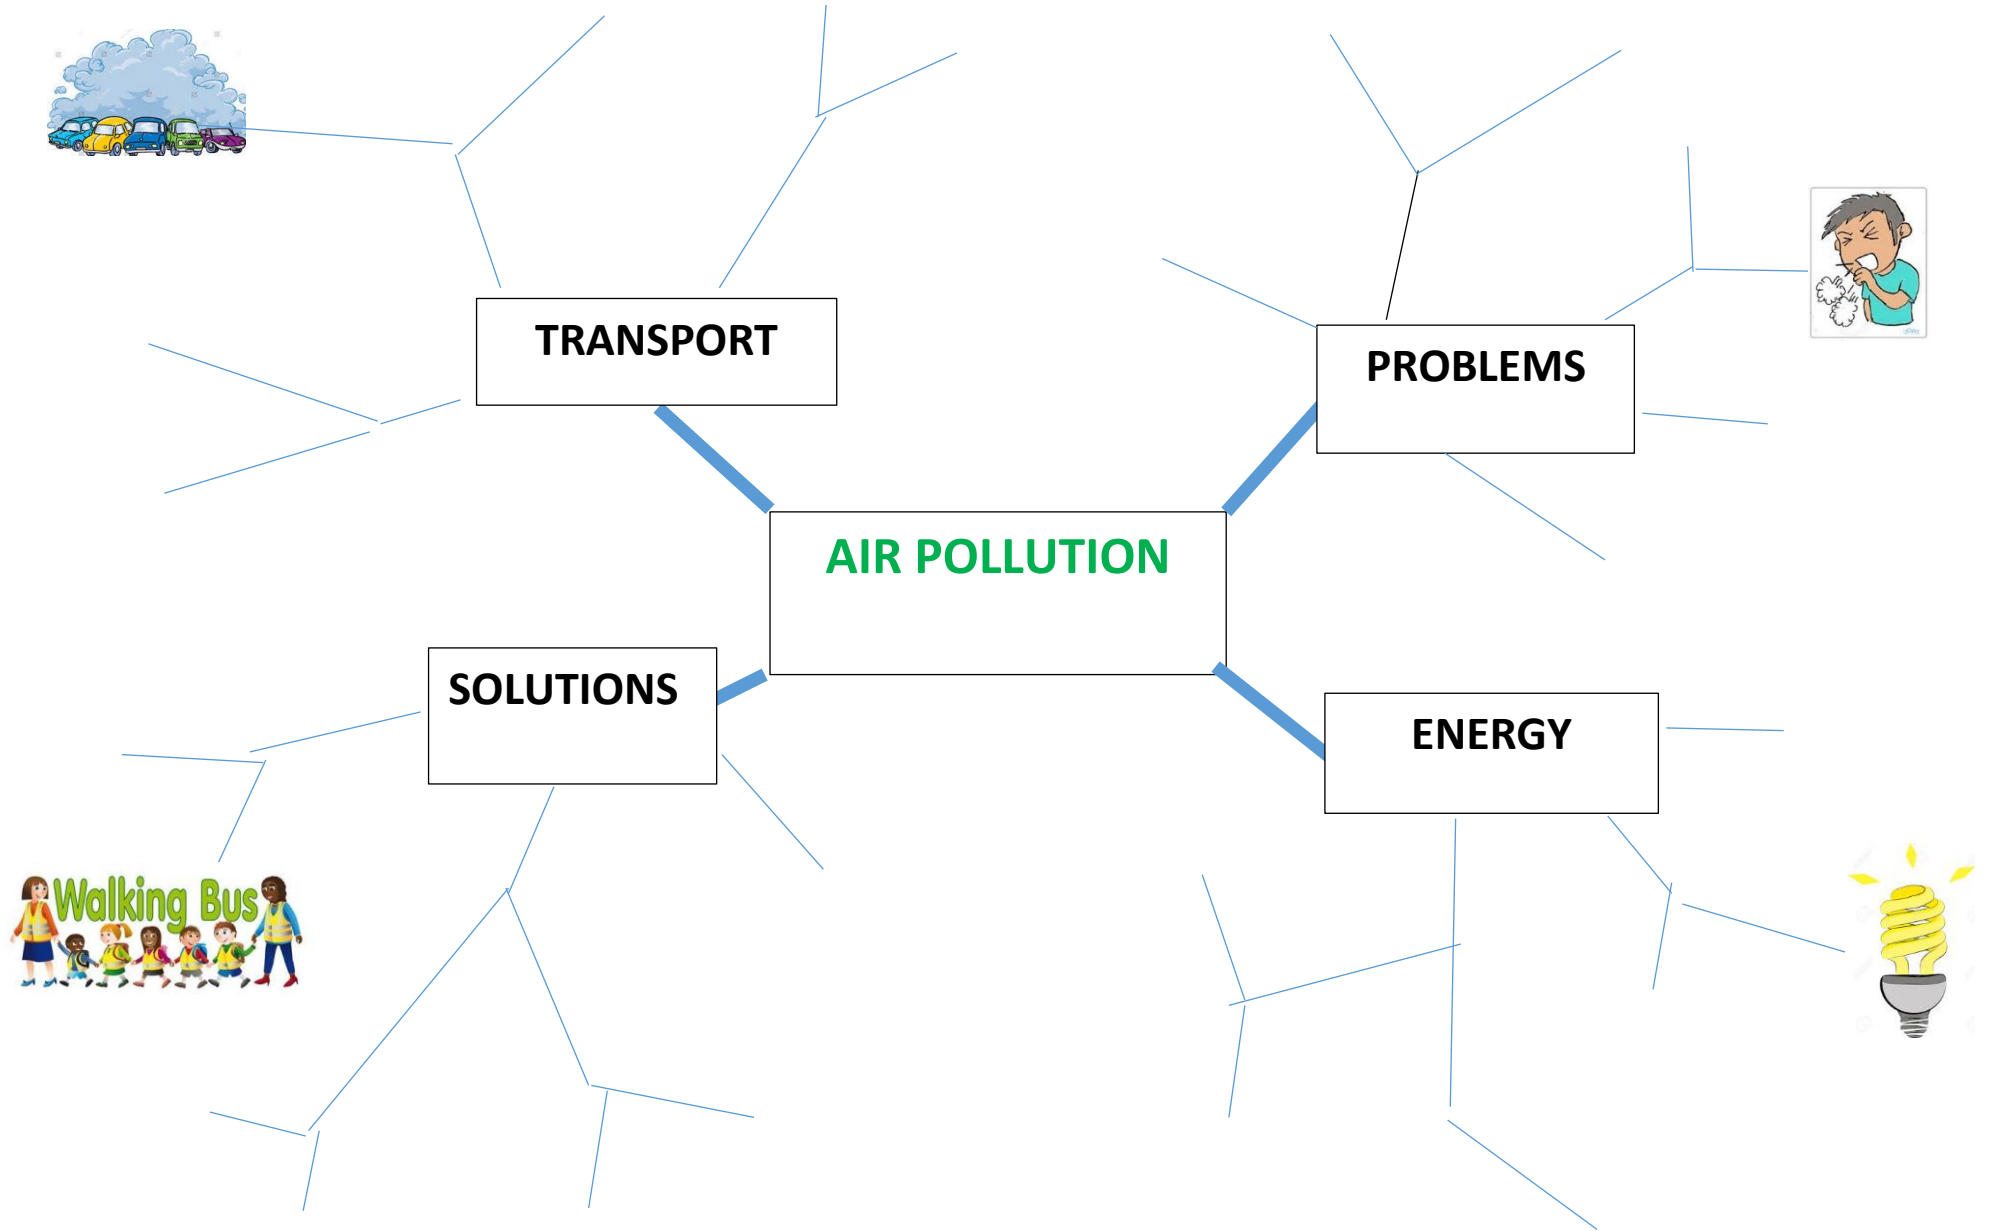 TRANSPORT
PROBLEMS
AIR POLLUTION
SOLUTIONS
ENERGY
Walking Bus